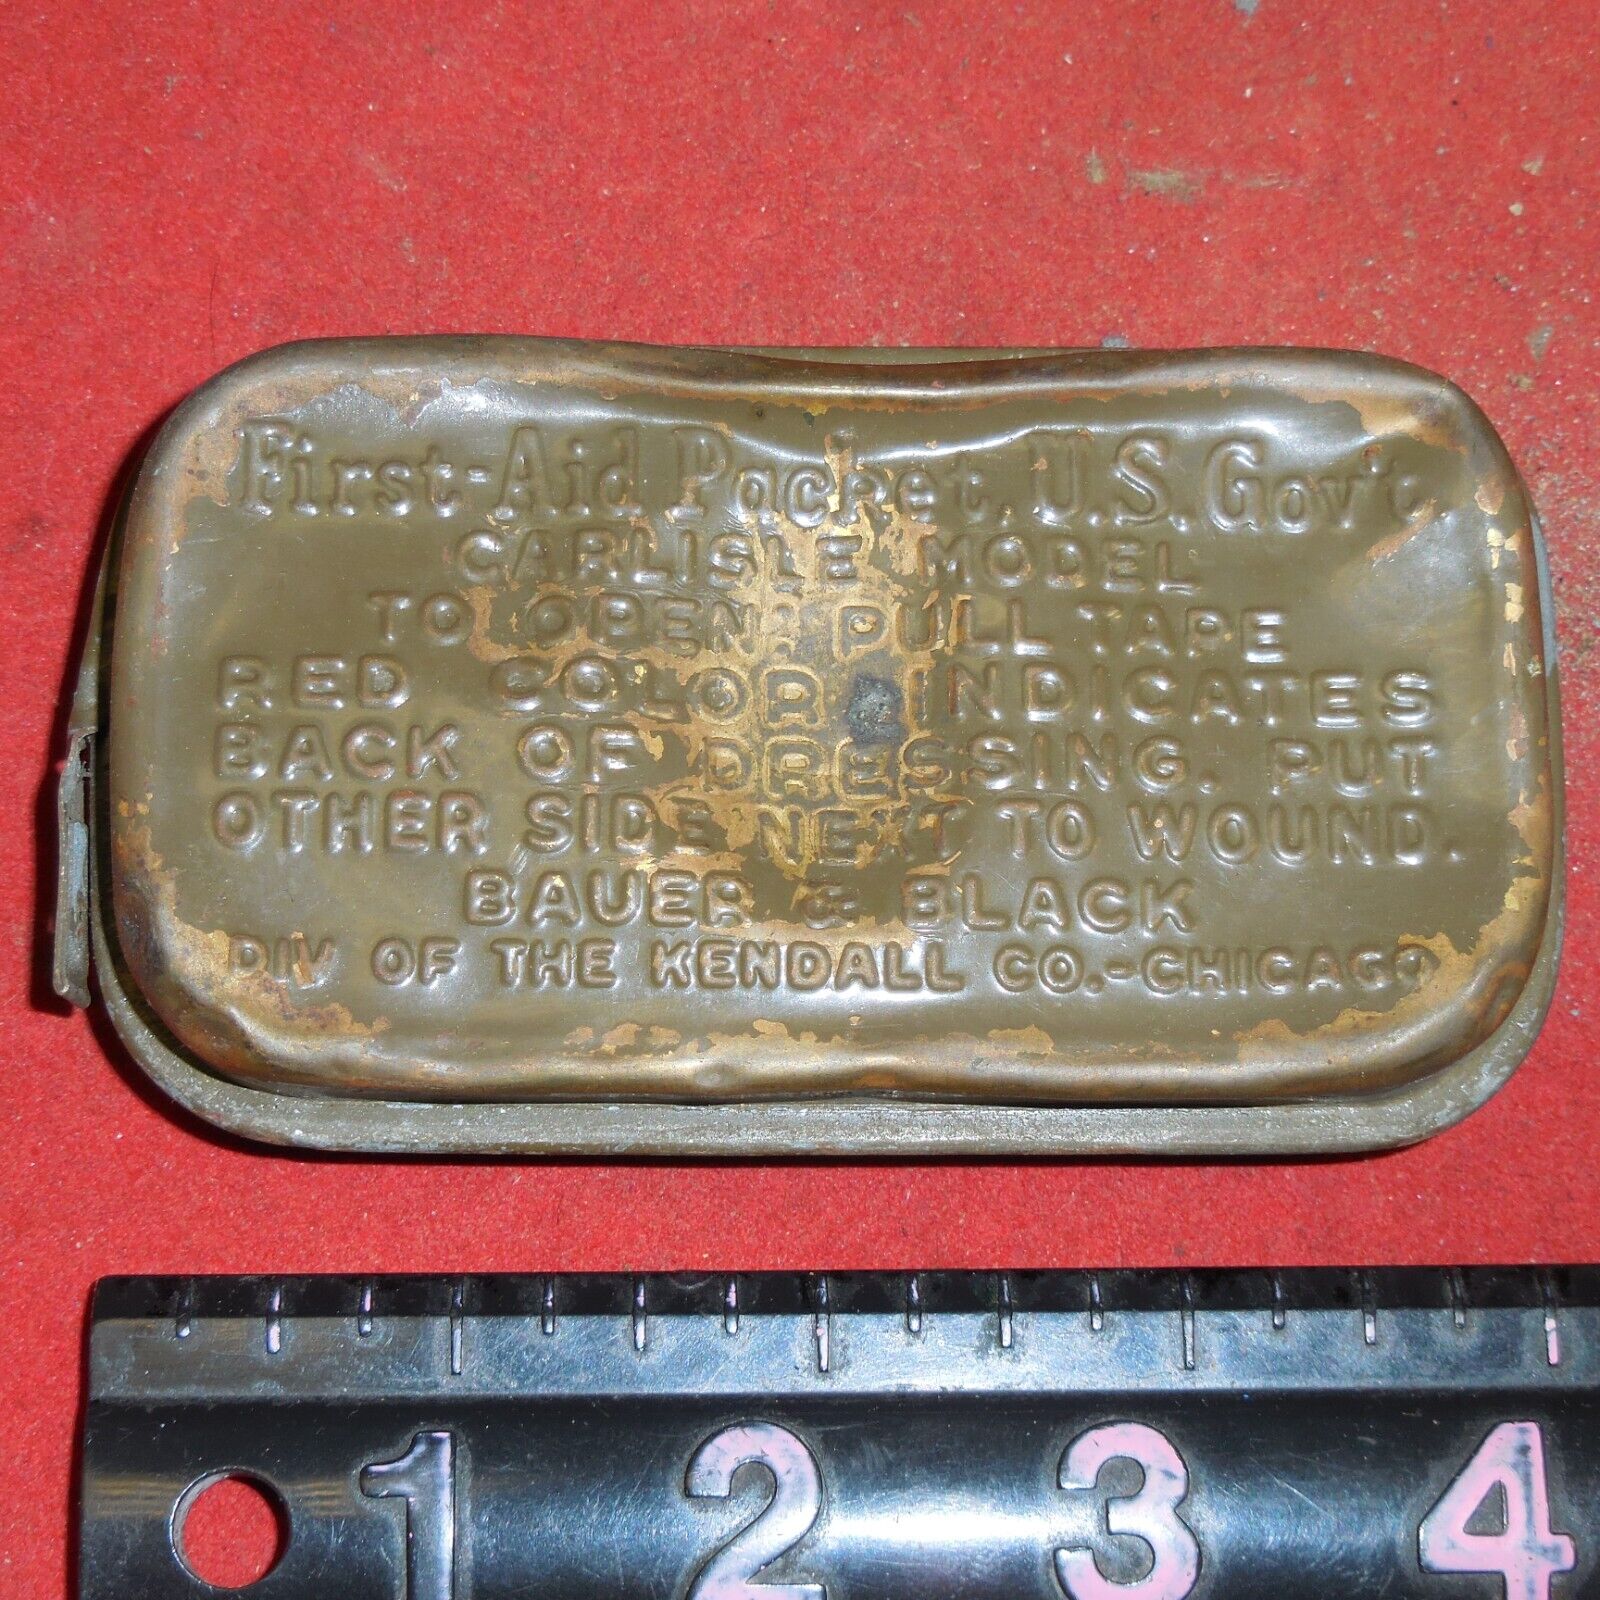 First-Aid Packet, U.S. Gov't.
CARLISLE MODEL
TO OPEN: PULL TAPE
RED COLOR INDICATES
BACK OF DRESSING. PUT
OTHER SIDE NEXT TO WOUND.
BAUER & BLACK
DIV OF THE KENDALL CO.-CHICAGO
1 2 3 4